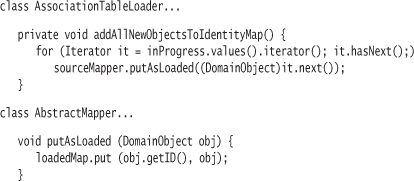 class AssociationTableLoader...
private void addAllNewObjectsToIdentityMap() {
for (Iterator it = inProgress.values().iterator(); it.hasNext();)
sourceMapper.putAsLoaded((DomainObject)it.next());
}
class AbstractMapper...
void putAsLoaded (DomainObject obj) {
loadedMap.put (obj.getID(), obj);
}